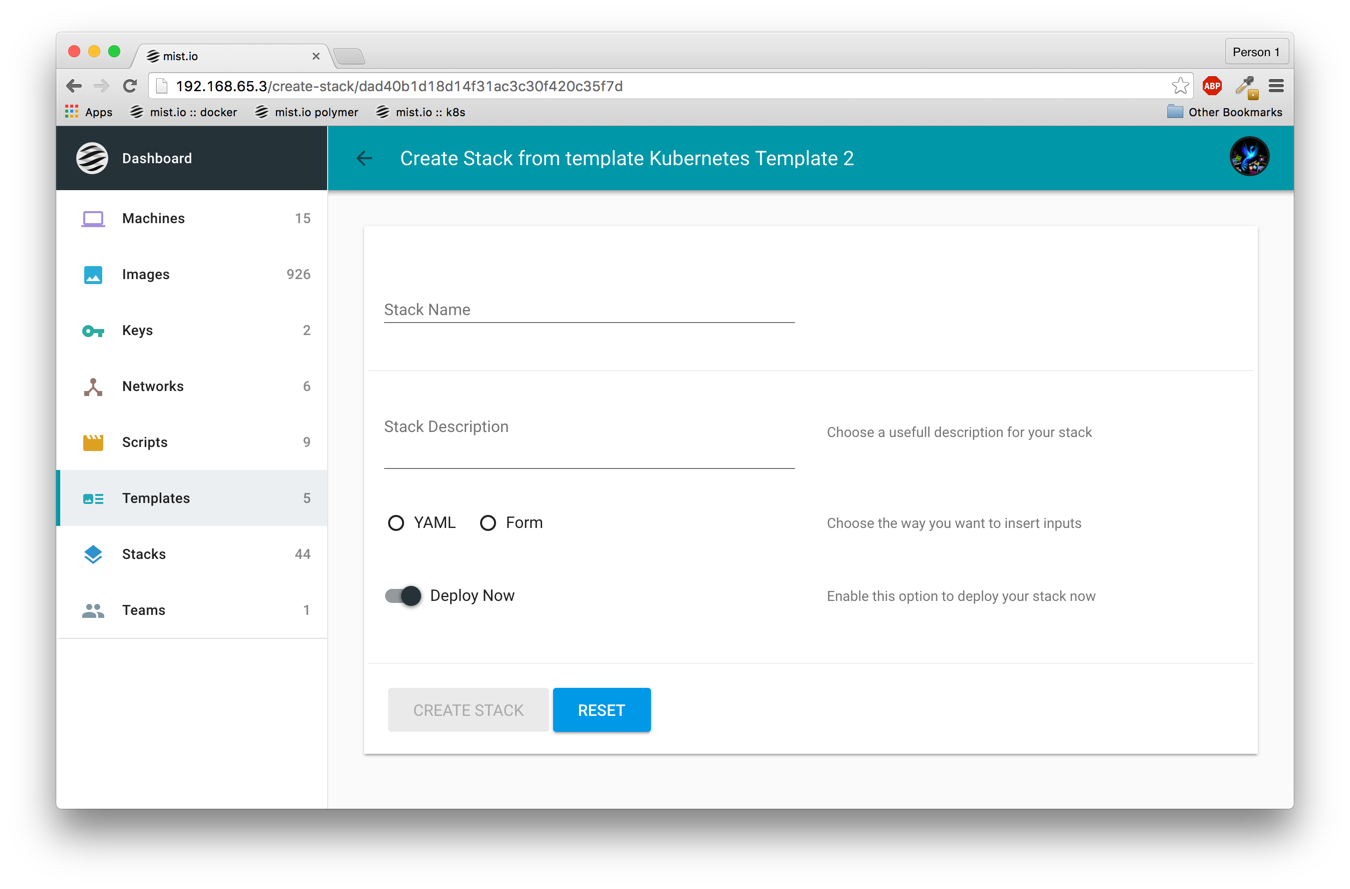 mist.io
Person 1
192.168.65.3/create-stack/dad40b1d18d14f31ac3c30f420c35f7d
ABP
Apps
mist.io :: docker
mist.io polymer
mist.io :: k8s
Other Bookmarks
Dashboard
Create Stack from template Kubernetes Template 2
Machines 15
Images 926
Keys 2
Networks 6
Scripts 9
Templates 5
Stacks 44
Teams 1
Stack Name
Stack Description
Choose a usefull description for your stack
YAML Form
Choose the way you want to insert inputs
Deploy Now
Enable this option to deploy your stack now
CREATE STACK
RESET